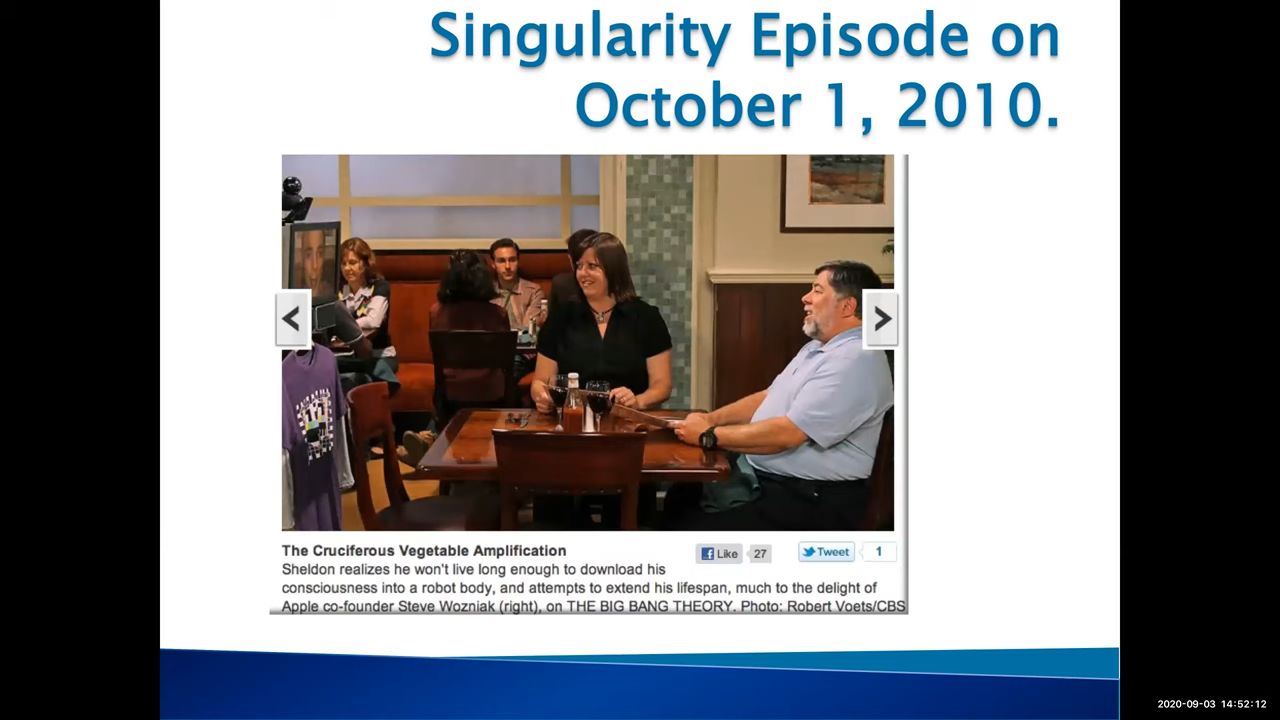 Singularity Episode on
October 1, 2010.
The Cruciferous Vegetable Amplification
Like 27
Tweet 1
Sheldon realizes he won't live long enough to download his
consciousness into a robot body, and attempts to extend his lifespan, much to the delight of
Apple co-founder Steve Wozniak (right), on THE BIG BANG THEORY. Photo: Robert Voets/CBS
2020-09-03 14:52:12